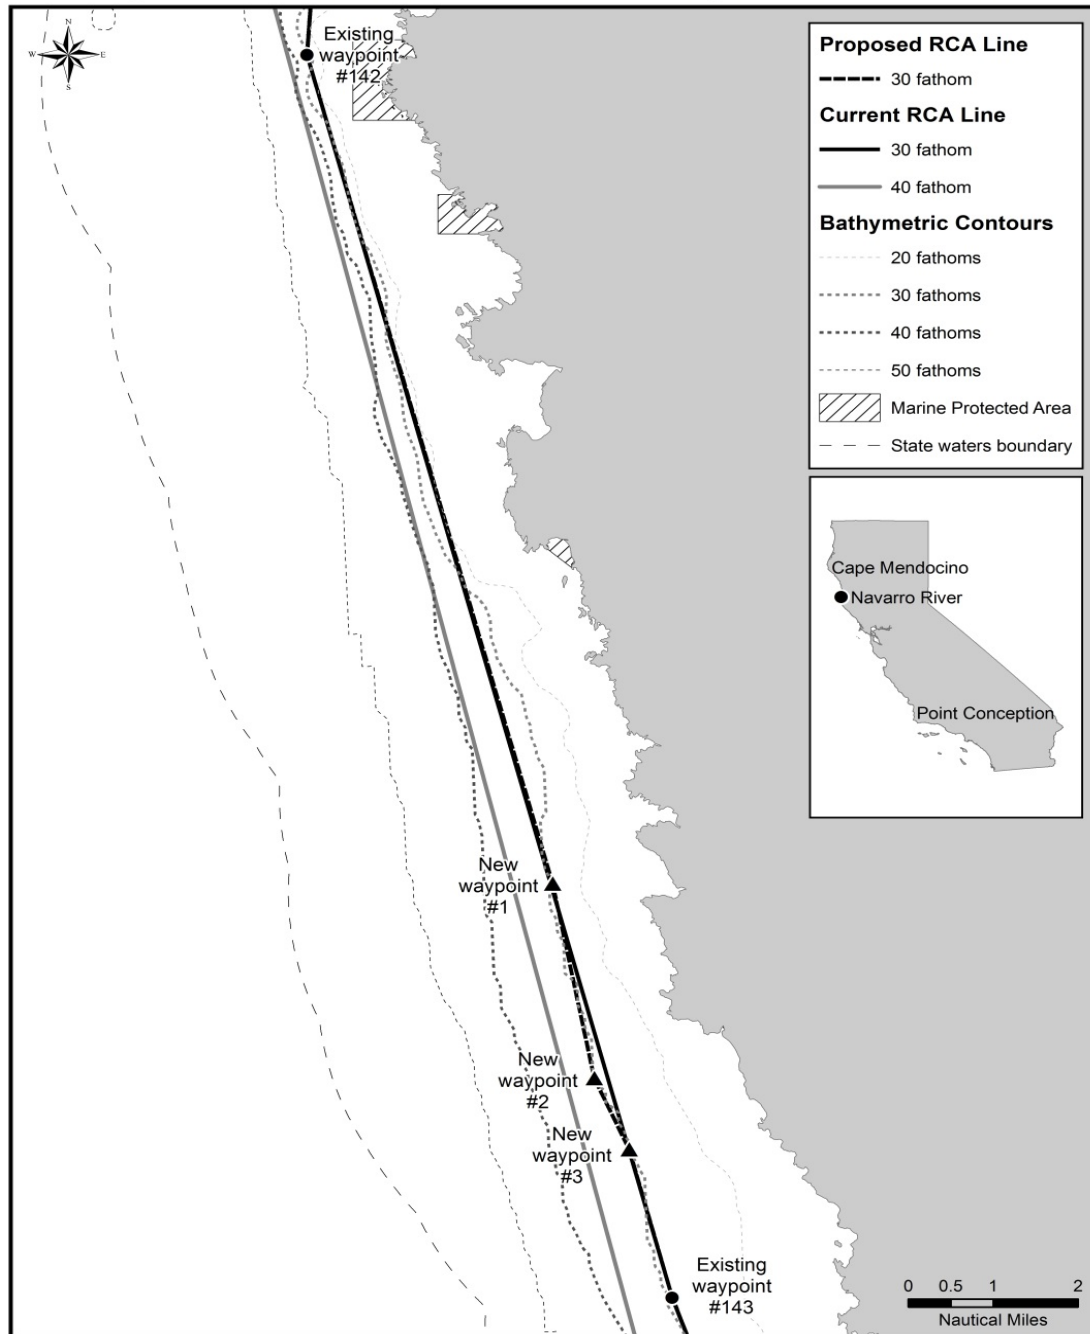 N
W
E
S
Existing
waypoint
#142
New
waypoint
#1
New
waypoint
#2
New
waypoint
#3
Existing
waypoint
#143
Proposed RCA Line
30 fathom
Current RCA Line
30 fathom
40 fathom
Bathymetric Contours
20 fathoms
30 fathoms
40 fathoms
50 fathoms
Marine Protected Area
State waters boundary
Cape Mendocino
Navarro River
Point Conception
0 0.5 1 2
Nautical Miles